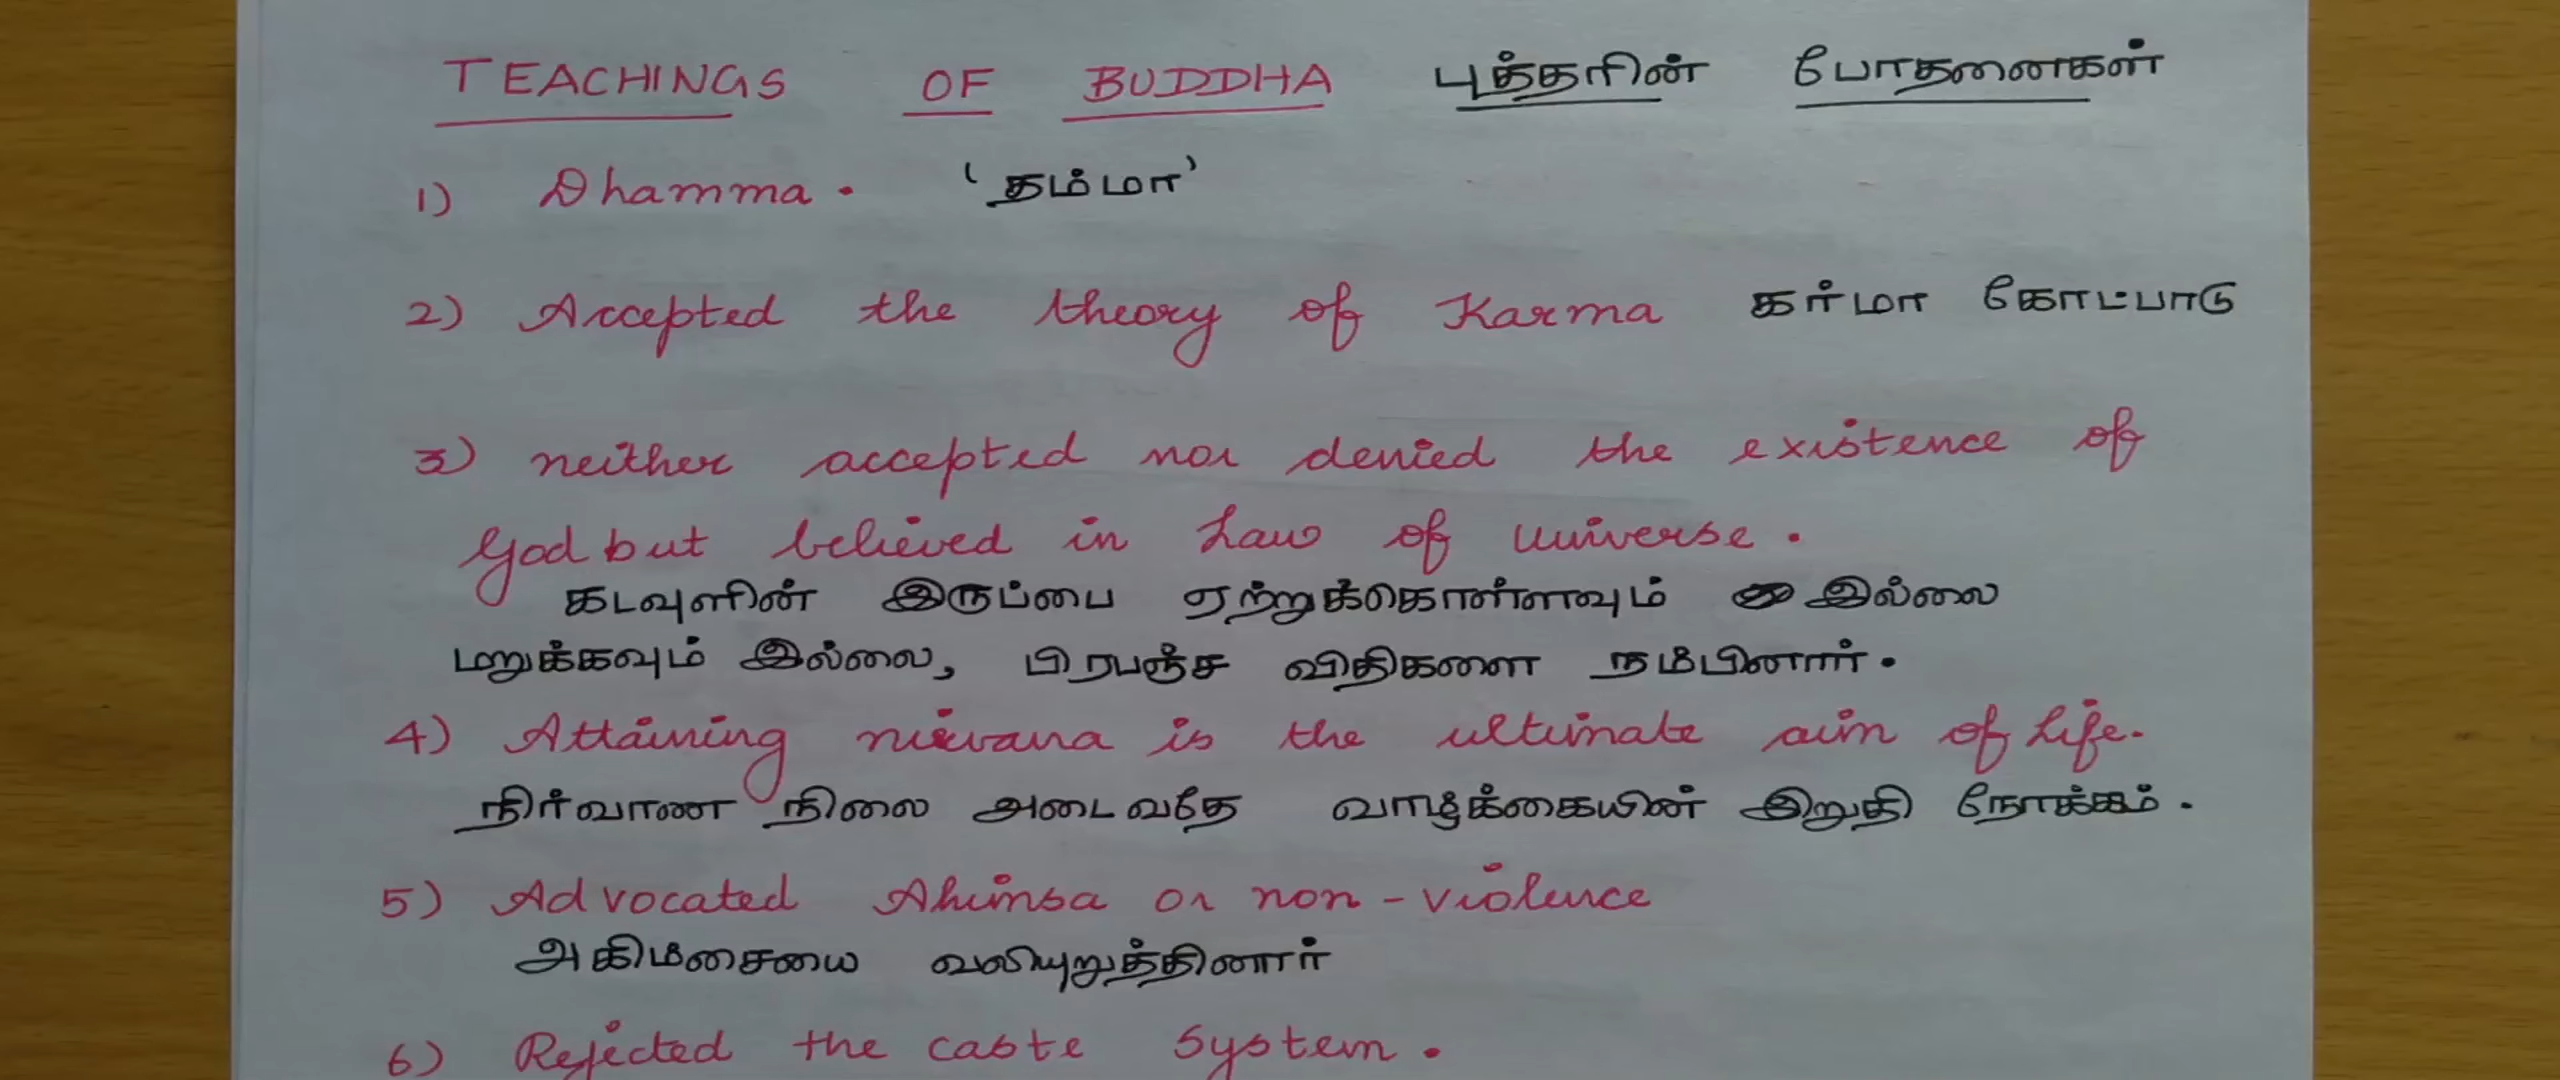 TEACHINGS OF BUDDHA புத்தரின் போதனைகள்
1) Dhamma. 'தம்மா'
2) Accepted the theory of Karma கர்மா கோட்பாடு
3) neither accepted nor denied the existence of
God but believed in Law of universe.
கடவுளின் இருப்பை ஏற்றுக்கொள்ளவும் இல்லை
மறுக்கவும் இல்லை, பிரபஞ்ச விதிகளை நம்பினார்.
4) Attaining nirvana is the ultimate aim of life.
நிர்வாண நிலை அடைவதே வாழ்க்கையின் இறுதி நோக்கம்.
5) Advocated Ahimsa or non-violence
அகிம்சையை வலியுறுத்தினார்
6) Rejected the caste system.